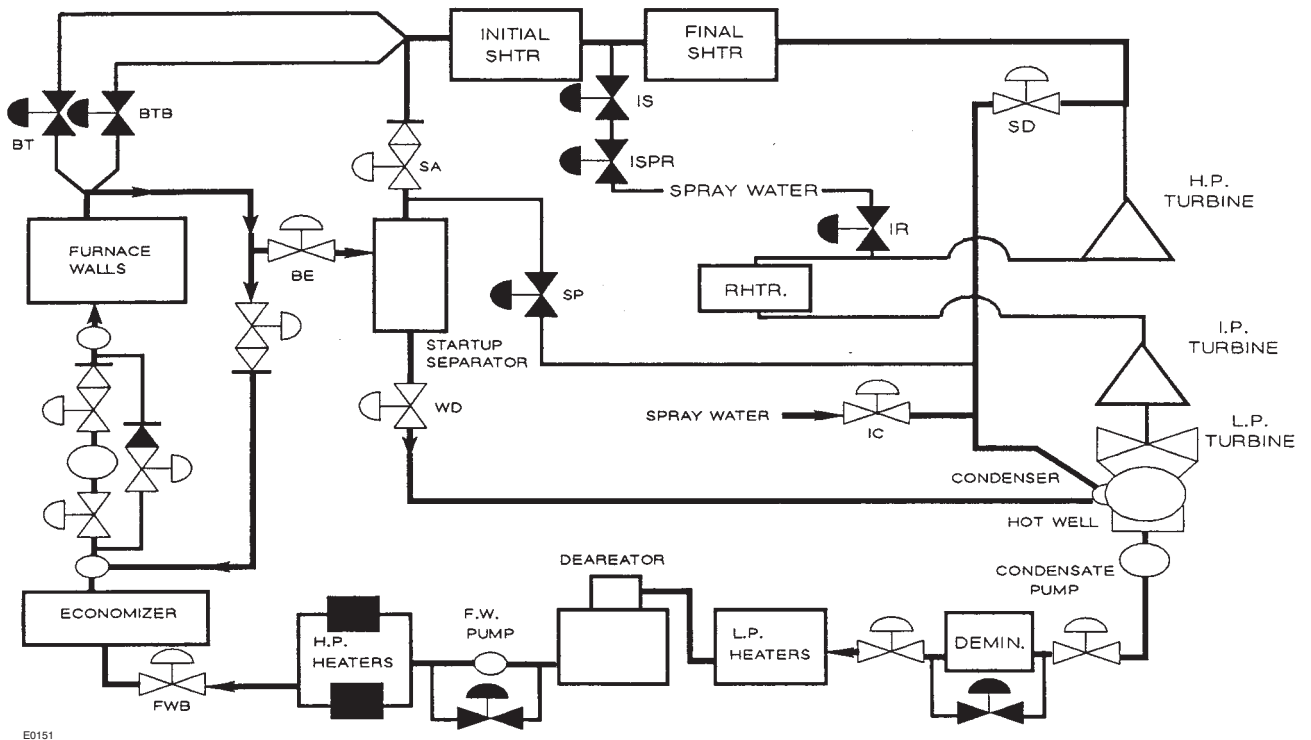 INITIAL
SHTR
FINAL
SHTR
BT
BTB
IS
SD
SA
ISPR
SPRAY WATER
IR
H.P.
TURBINE
FURNACE
WALLS
BE
SP
RHTR.
STARTUP
SEPARATOR
I.P.
TURBINE
WD
SPRAY WATER
IC
L.P.
TURBINE
CONDENSER
HOT WELL
DEAREATOR
CONDENSATE
PUMP
ECONOMIZER
H.P.
HEATERS
F.W.
PUMP
L.P.
HEATERS
DEMIN.
FWB
E0151